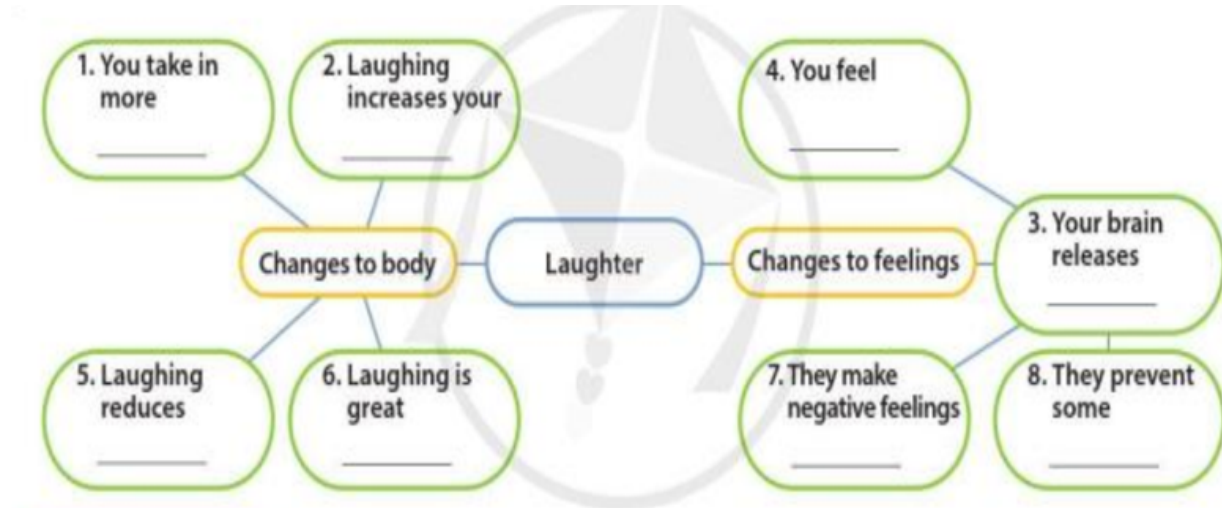 1. You take in
more
2. Laughing
increases your
4. You feel
3. Your brain
releases
Changes to body
Laughter
Changes to feelings
5. Laughing
reduces
6. Laughing is
great
7. They make
negative feelings
8. They prevent
some